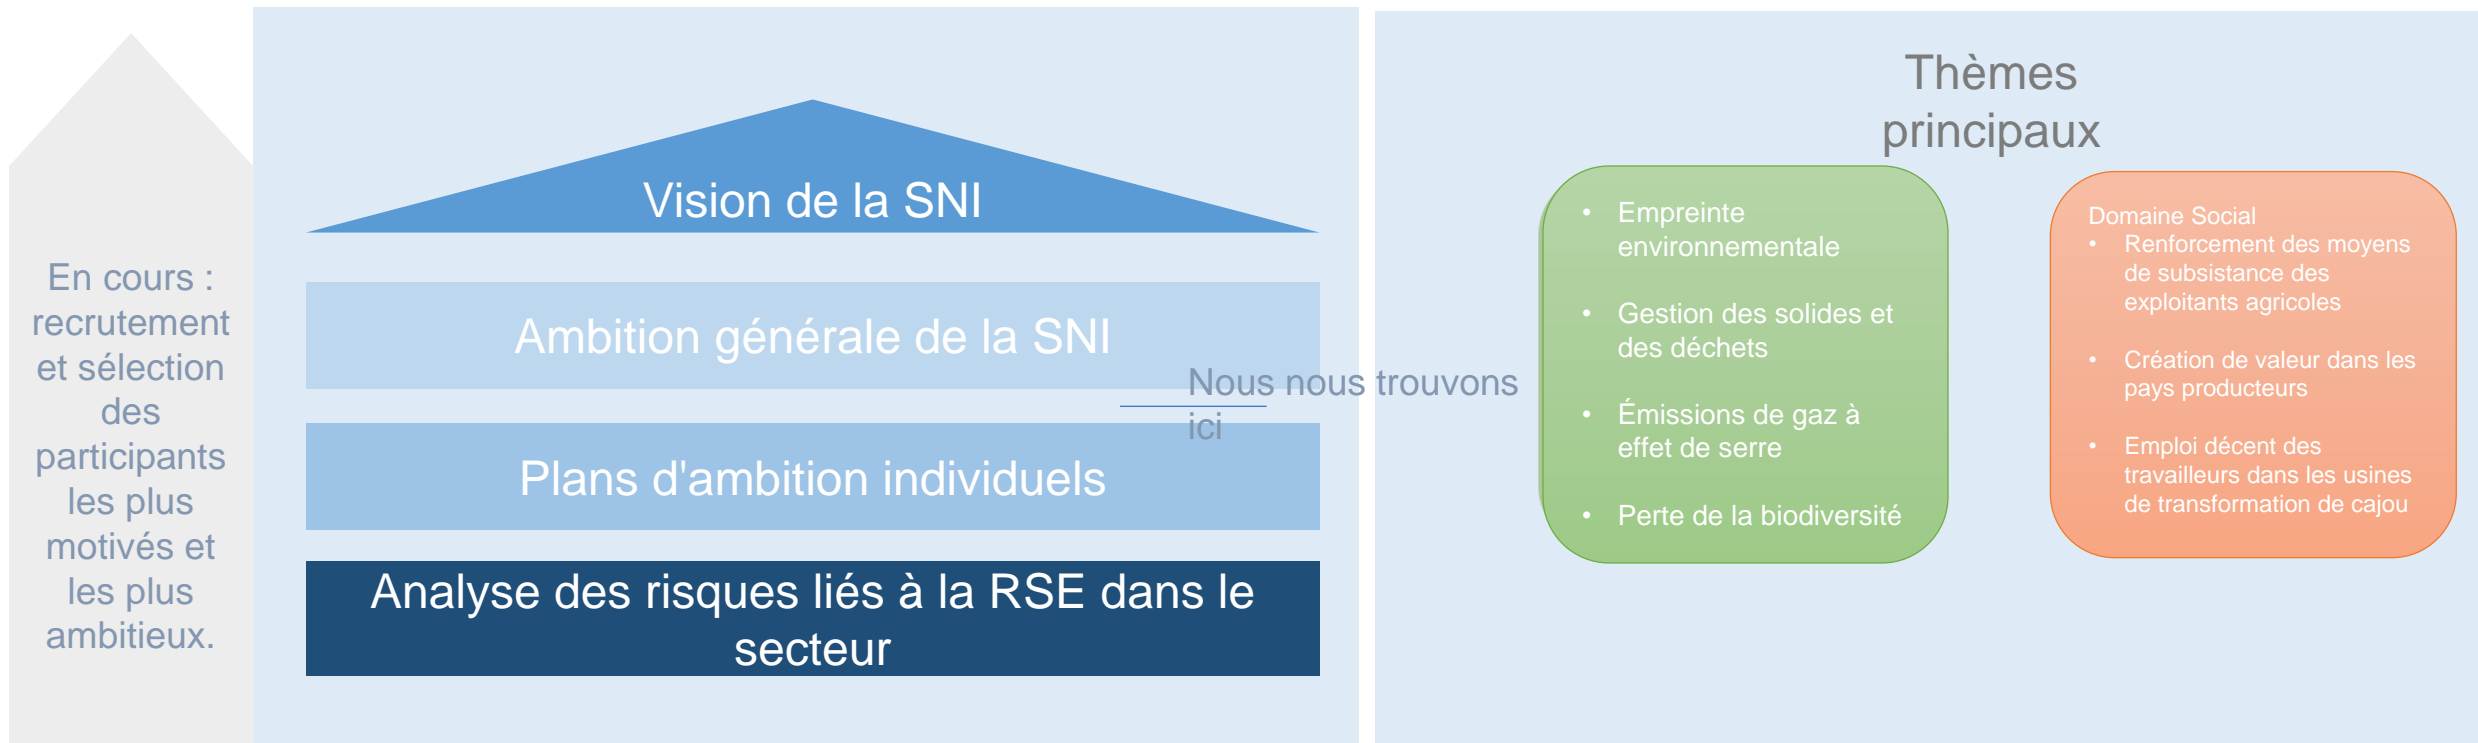 En cours :
recrutement
et sélection
des
participants
les plus
motivés et
les plus
ambitieux.
Vision de la SNI
Ambition générale de la SNI
Nous nous trouvons
ici
Plans d'ambition individuels
Analyse des risques liés à la RSE dans le
secteur
Thèmes
principaux
• Empreinte
environnementale
• Gestion des solides et
des déchets
• Émissions de gaz à
effet de serre
• Perte de la biodiversité
Domaine Social
• Renforcement des moyens
de subsistance des
exploitants agricoles
• Création de valeur dans les
pays producteurs
• Emploi décent des
travailleurs dans les usines
de transformation de cajou